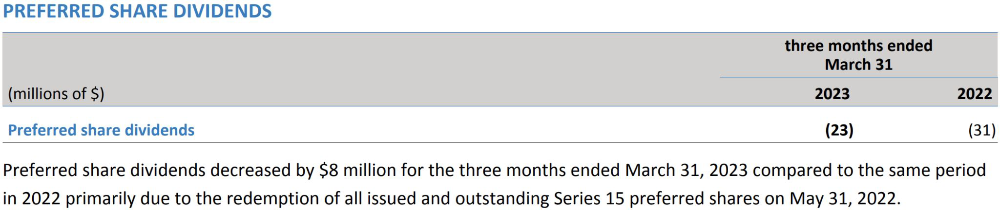 PREFERRED SHARE DIVIDENDS
three months ended
March 31
(millions of $) 2023 2022
Preferred share dividends (23) (31)
Preferred share dividends decreased by $8 million for the three months ended March 31, 2023 compared to the same period
in 2022 primarily due to the redemption of all issued and outstanding Series 15 preferred shares on May 31, 2022.